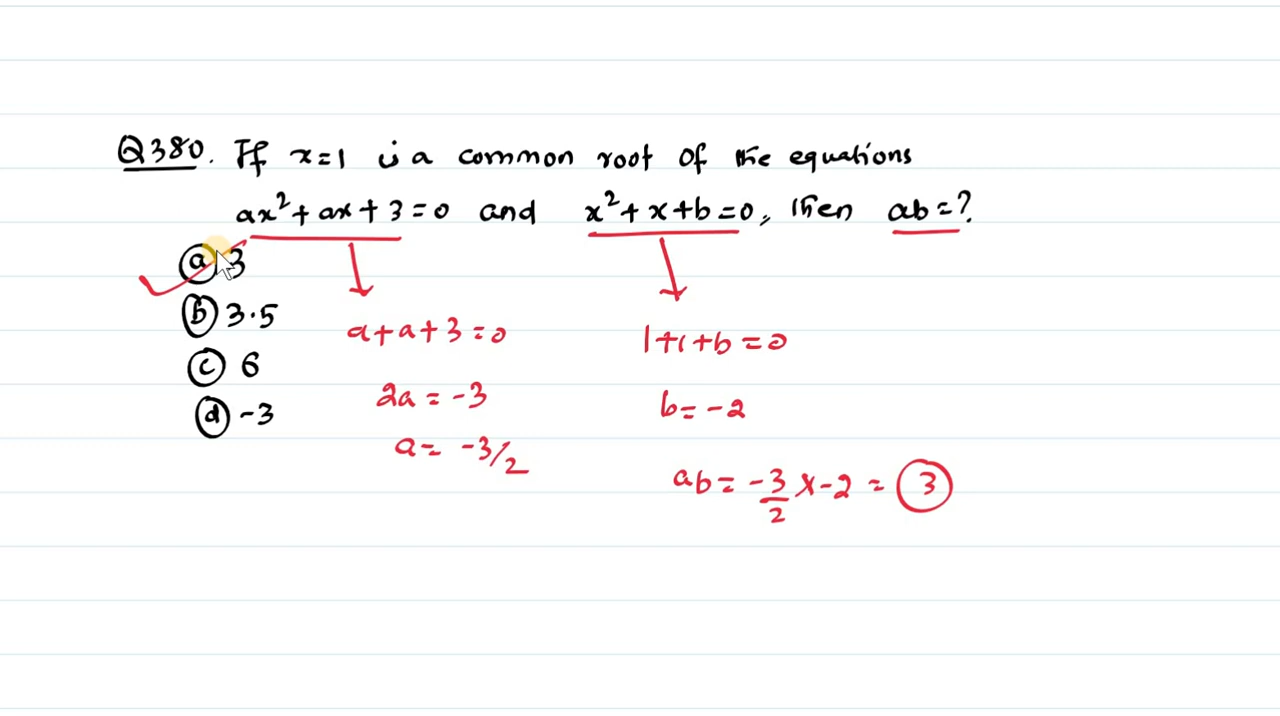 Q380. If x=1 is a common root of the equations
ax²+ax+3=0 and x²+x+b=0, then ab=?
(a) 3
(b) 3.5
(c) 6
(d) -3
a+a+3=0
2a = -3
a = -3/2
1+1+b=0
b=-2
ab = -3/2 x -2 = 3